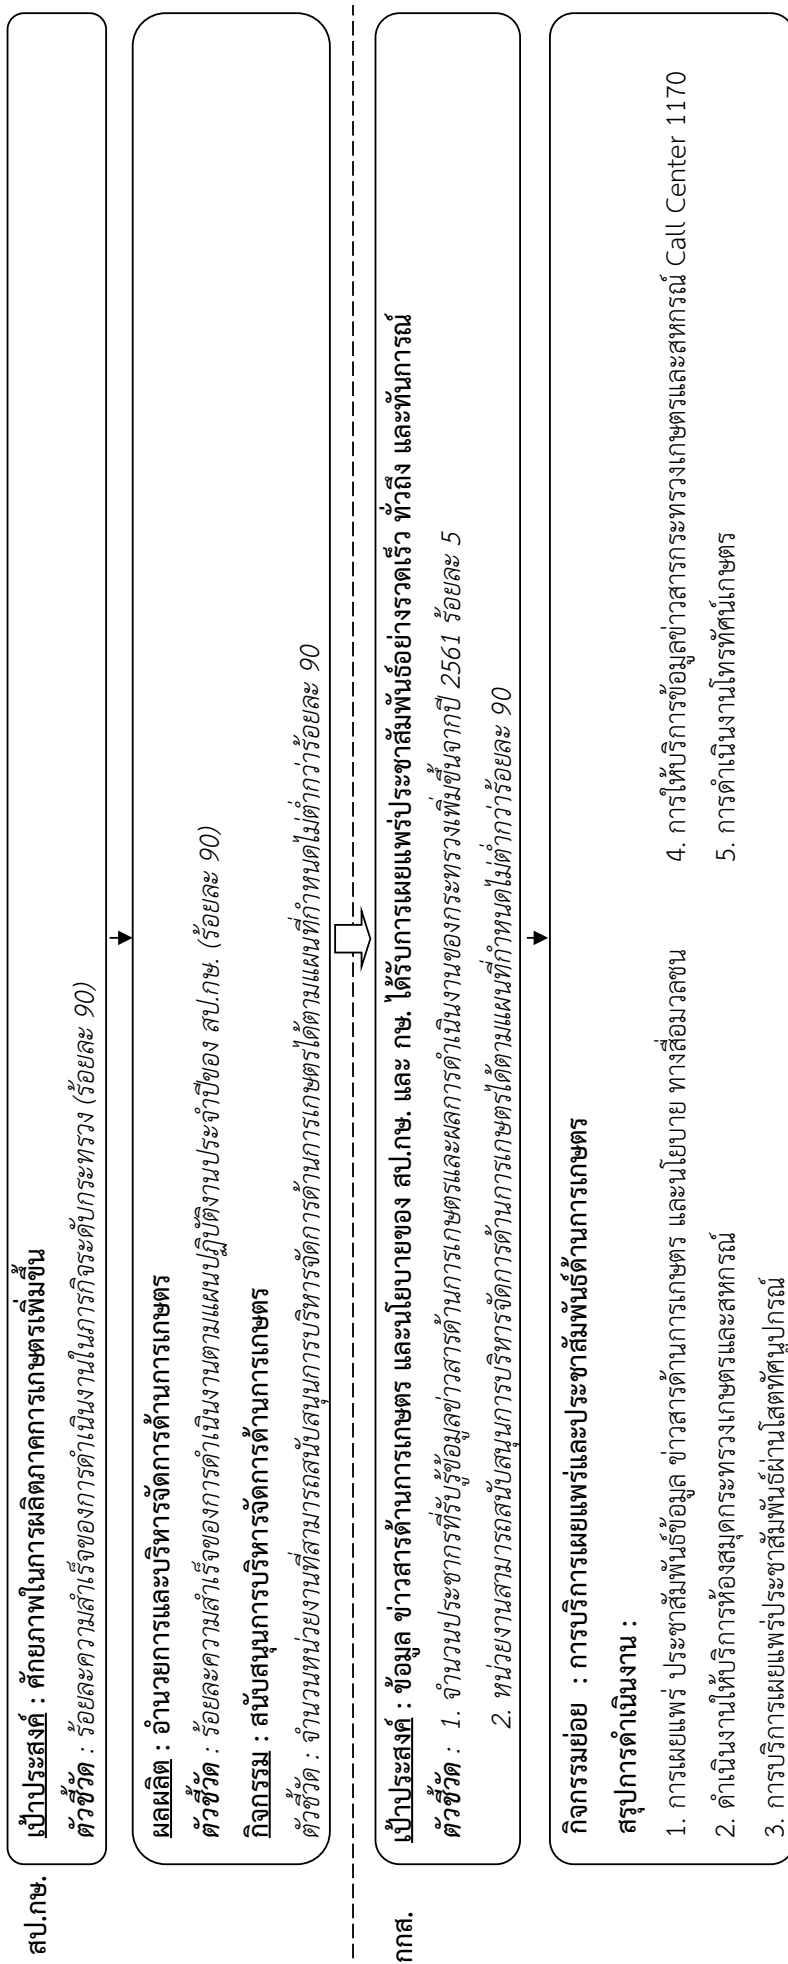 สป.กษ.
เป้าประสงค์ : ศักยภาพในการผลิตภาคการเกษตรเพิ่มขึ้น
ตัวชี้วัด : ร้อยละความสำเร็จของการดำเนินงานในภารกิจระดับกระทรวง (ร้อยละ 90)
ผลผลิต : อำนวยการและบริหารจัดการด้านการเกษตร
ตัวชี้วัด : ร้อยละความสำเร็จของการดำเนินงานตามแผนปฏิบัติงานประจำปีของ สป.กษ. (ร้อยละ 90)
กิจกรรม : สนับสนุนการบริหารจัดการด้านการเกษตร
ตัวชี้วัด : จำนวนหน่วยงานที่สามารถสนับสนุนการบริหารจัดการด้านการเกษตรได้ตามแผนที่กำหนดไม่ต่ำกว่าร้อยละ 90
กกส.
เป้าประสงค์ : ข้อมูล ข่าวสารด้านการเกษตร และนโยบายของ สป.กษ. และ กษ. ได้รับการเผยแพร่ประชาสัมพันธ์อย่างรวดเร็ว ทั่วถึง และทันการณ์
ตัวชี้วัด : 1. จำนวนประชากรที่รับรู้ข้อมูลข่าวสารด้านการเกษตรและผลการดำเนินงานของกระทรวงเพิ่มขึ้นจากปี 2561 ร้อยละ 5
2. หน่วยงานสามารถสนับสนุนการบริหารจัดการด้านการเกษตรได้ตามแผนที่กำหนดไม่ต่ำกว่าร้อยละ 90
กิจกรรมย่อย : การบริการเผยแพร่และประชาสัมพันธ์ด้านการเกษตร
สรุปการดำเนินงาน :
1. การเผยแพร่ ประชาสัมพันธ์ข้อมูล ข่าวสารด้านการเกษตร และนโยบาย ทางสื่อมวลชน
2. ดำเนินงานให้บริการห้องสมุดกระทรวงเกษตรและสหกรณ์
3. การบริการเผยแพร่ประชาสัมพันธ์ผ่านโสตทัศนูปกรณ์
4. การให้บริการข้อมูลข่าวสารกระทรวงเกษตรและสหกรณ์ Call Center 1170
5. การดำเนินงานโทรทัศน์เกษตร